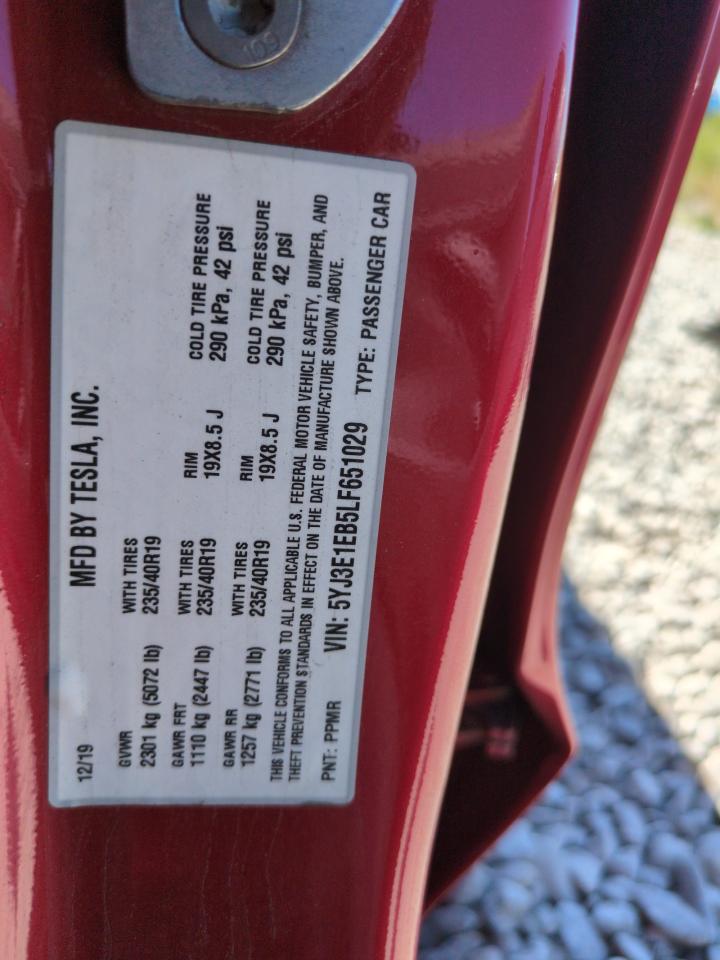 109
MFD BY TESLA, INC.
12/19
GVWR WITH TIRES
2301 kg (5072 lb) 235/40R19
GAWR FRT WITH TIRES RIM COLD TIRE PRESSURE
1110 kg (2447 lb) 235/40R19 19X8.5 J 290 kPa, 42 psi
GAWR RR WITH TIRES RIM COLD TIRE PRESSURE
1257 kg (2771 lb) 235/40R19 19X8.5 J 290 kPa, 42 psi
THIS VEHICLE CONFORMS TO ALL APPLICABLE U.S. FEDERAL MOTOR VEHICLE SAFETY, BUMPER, AND
THEFT PREVENTION STANDARDS IN EFFECT ON THE DATE OF MANUFACTURE SHOWN ABOVE.
PNT: PPMR VIN: 5YJ3E1EB5LF651029 TYPE: PASSENGER CAR